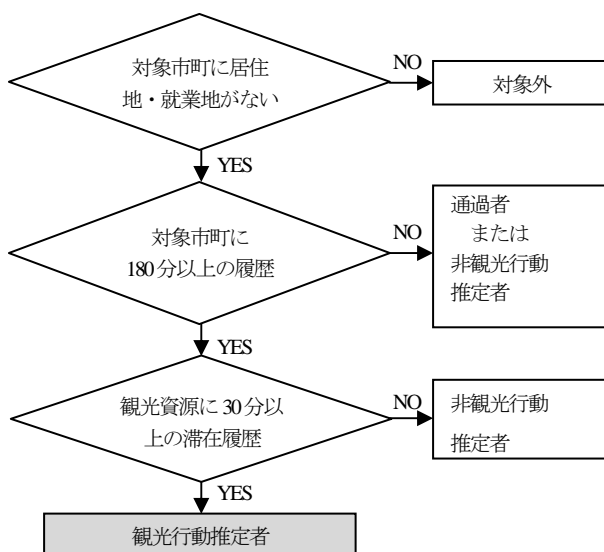 対象市町に居住
地・就業地がない
NO
対象外
YES
対象市町に
180分以上の履歴
NO
通過者
または
非観光行動
推定者
YES
観光資源に30分以
上の滞在履歴
NO
非観光行動
推定者
YES
観光行動推定者